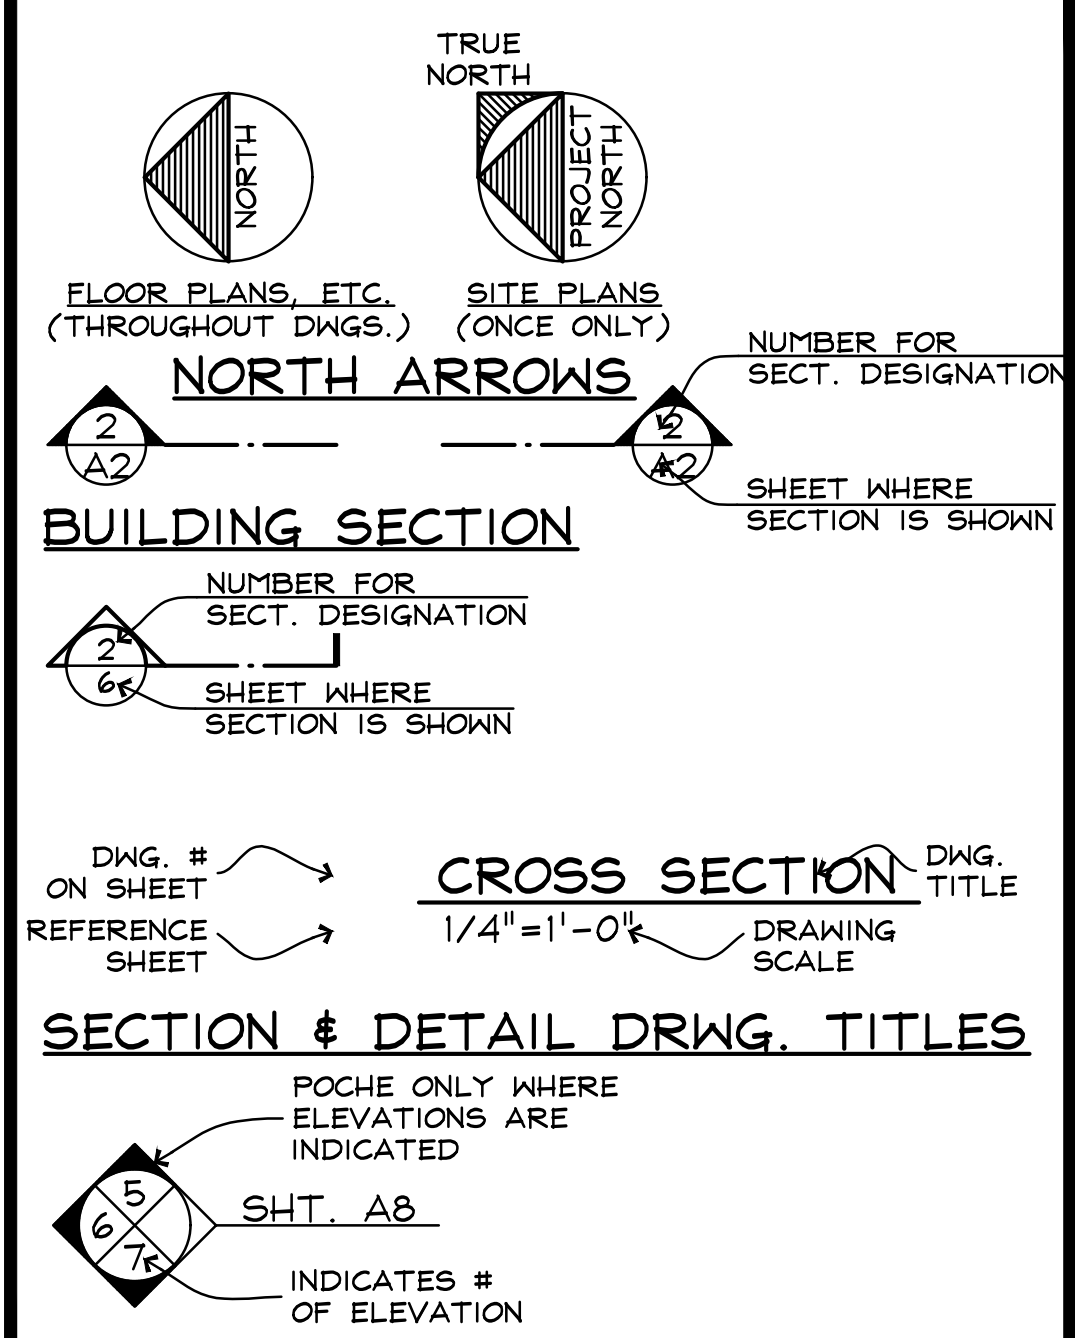 TRUE
NORTH
NORTH
PROJECT
NORTH
FLOOR PLANS, ETC.
(THROUGHOUT DWGS.)
SITE PLANS
(ONCE ONLY)
NORTH ARROWS
NUMBER FOR
SECT. DESIGNATION
2
A2
2
A2
SHEET WHERE
SECTION IS SHOWN
BUILDING SECTION
NUMBER FOR
SECT. DESIGNATION
2
6
SHEET WHERE
SECTION IS SHOWN
DWG. #
ON SHEET
CROSS SECTION
DWG.
TITLE
REFERENCE
SHEET
1/4"=1'-0"
DRAWING
SCALE
SECTION & DETAIL DRWG. TITLES
POCHE ONLY WHERE
ELEVATIONS ARE
INDICATED
5
6
7
SHT. A8
INDICATES #
OF ELEVATION